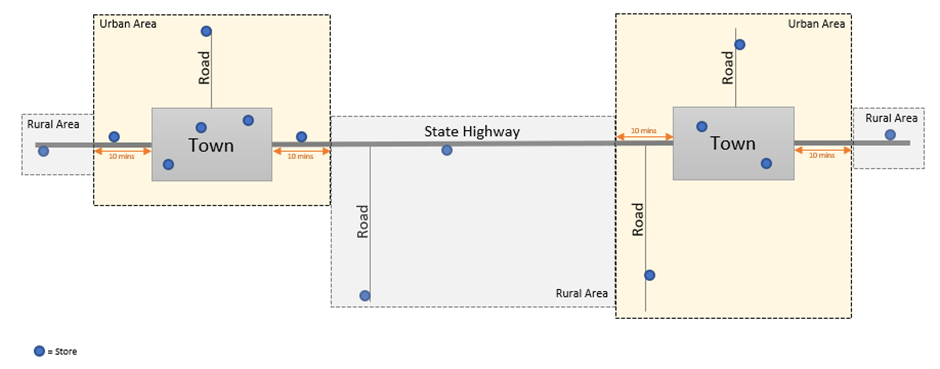 Urban Area
Urban Area
Road
Road
Rural Area
Town
State Highway
Town
Rural Area
10 mins
10 mins
10 mins
10 mins
Road
Road
Rural Area
= Store